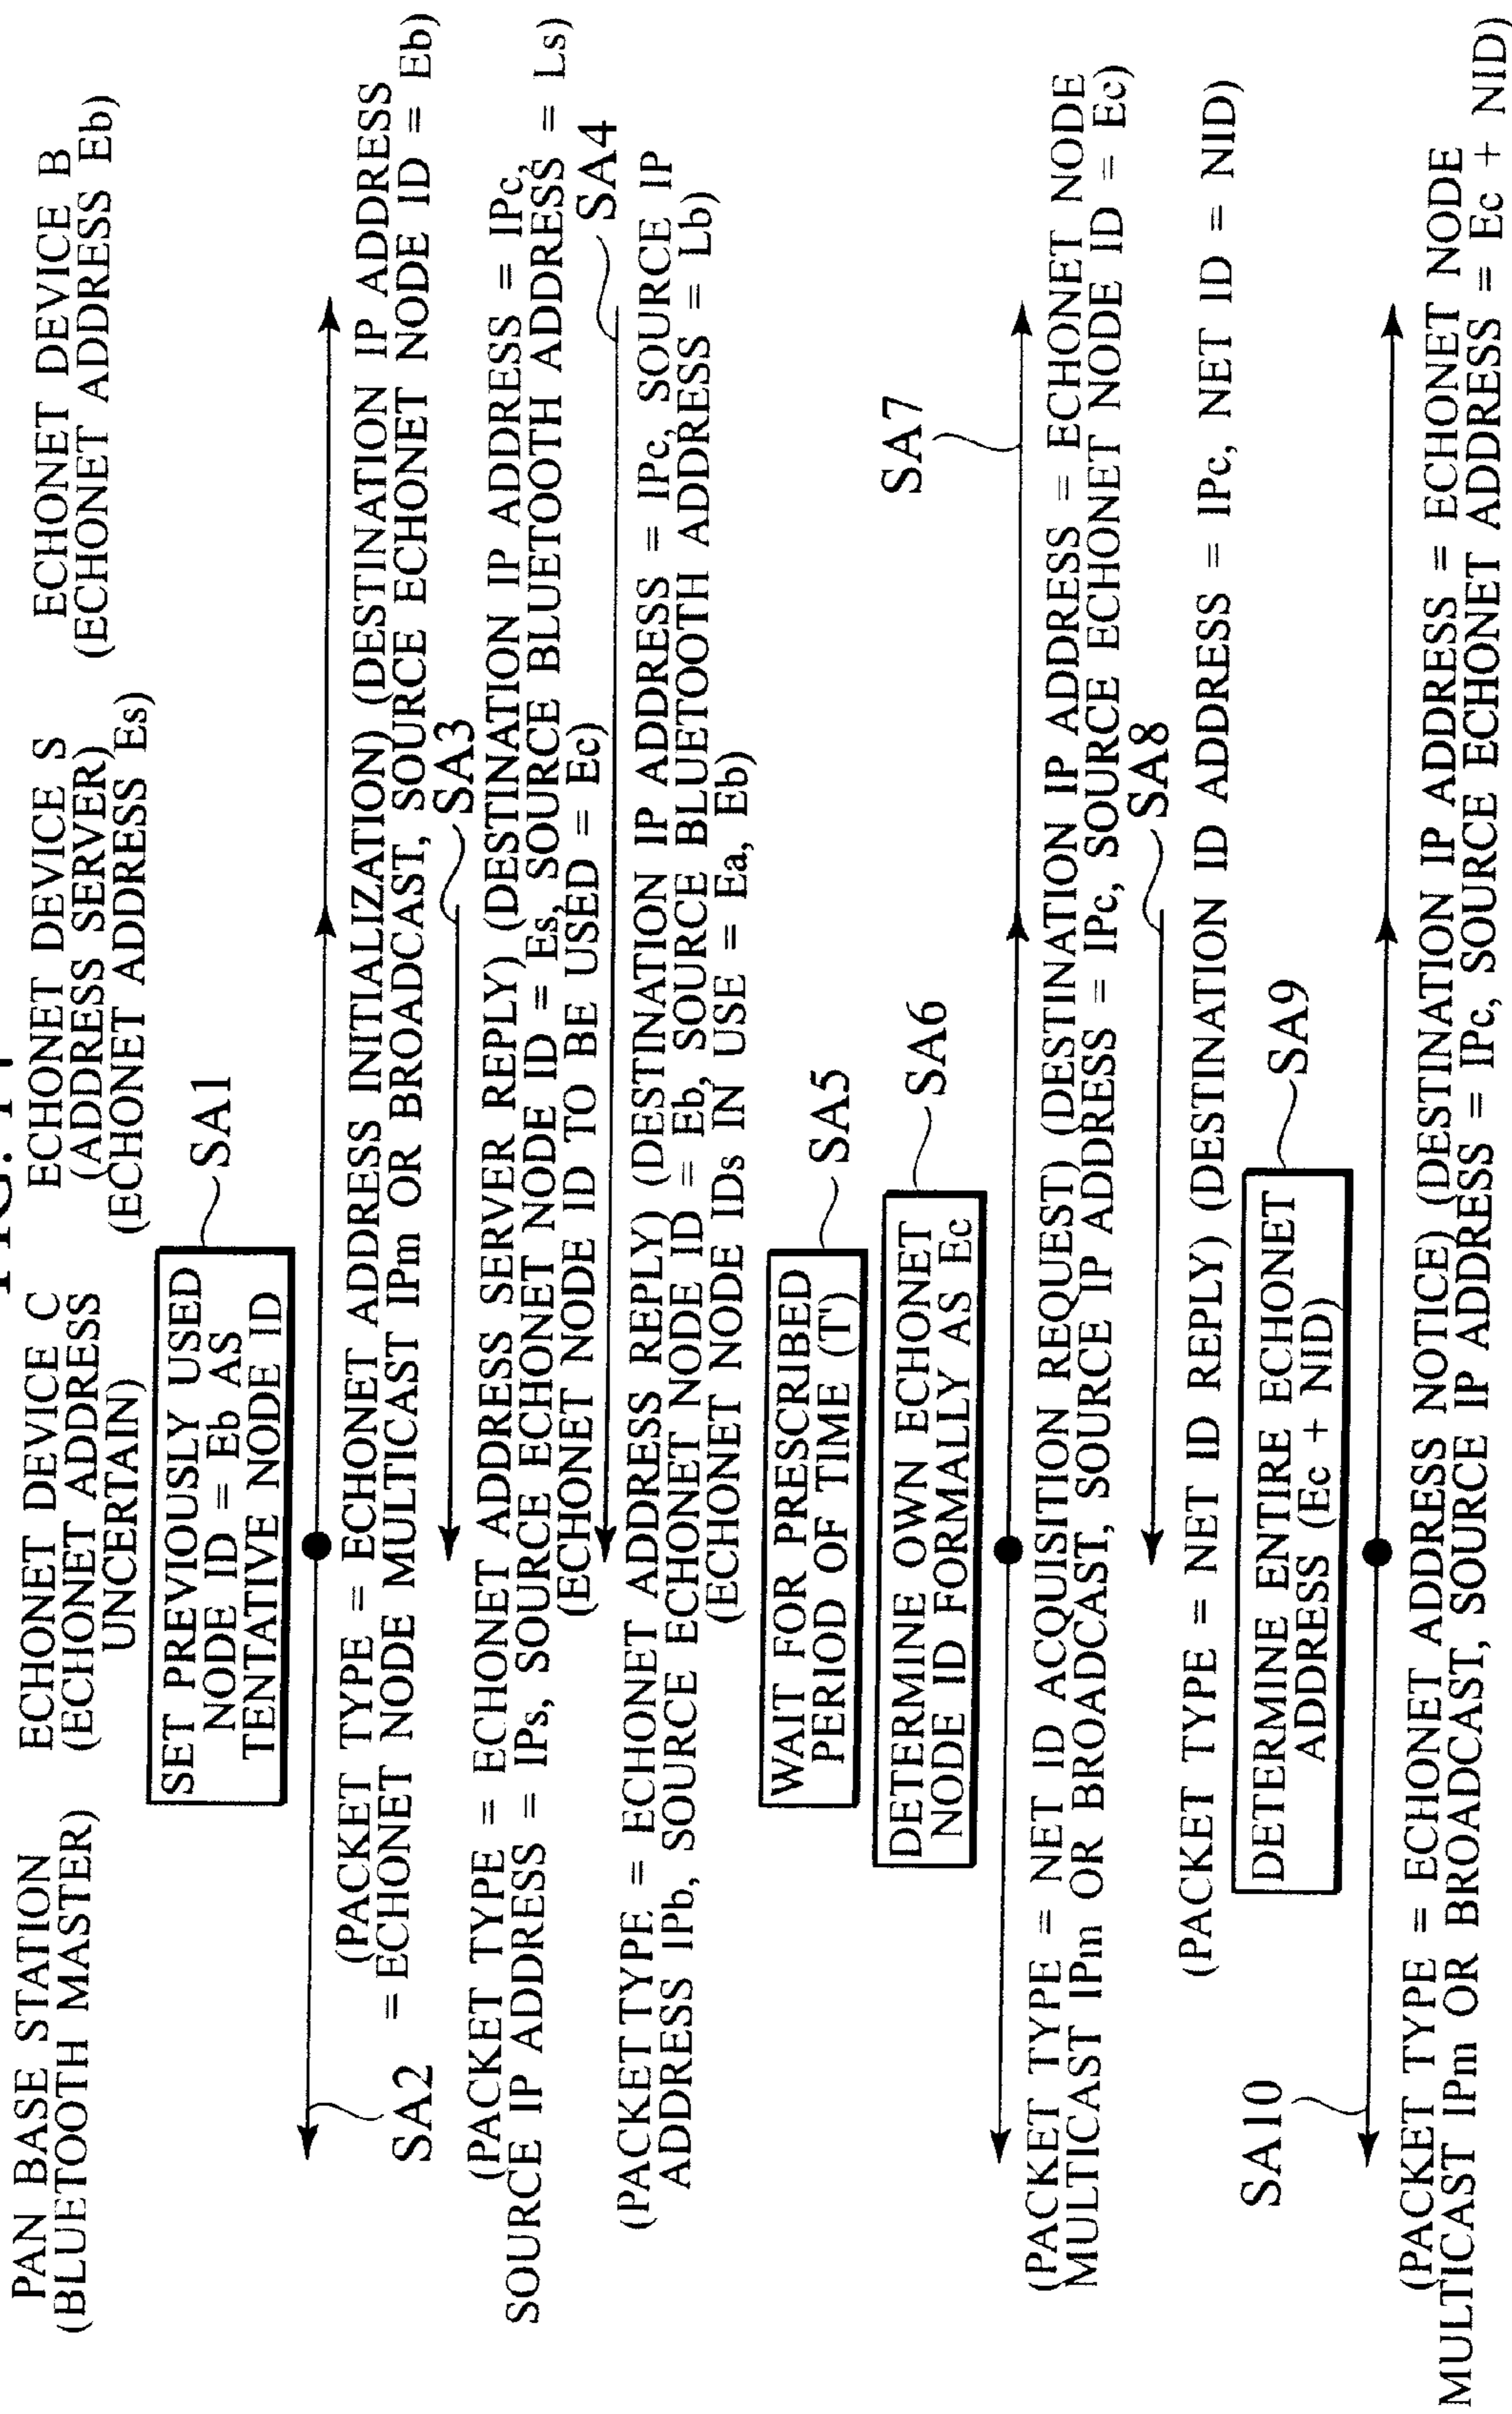 PAN BASE STATION
(BLUETOOTH MASTER)
ECHONET DEVICE C
(ECHONET ADDRESS
UNCERTAIN)
ECHONET DEVICE S
(ADDRESS SERVER)
(ECHONET ADDRESS Es)
ECHONET DEVICE B
(ECHONET ADDRESS Eb)
SET PREVIOUSLY USED
NODE ID = Eb AS
TENTATIVE NODE ID
SA1
SA2
(PACKET TYPE = ECHONET ADDRESS INITIALIZATION) (DESTINATION IP ADDRESS
= ECHONET NODE MULTICAST IPm OR BROADCAST, SOURCE ECHONET NODE ID = Eb)
SA3
(PACKET TYPE = ECHONET ADDRESS SERVER REPLY) (DESTINATION IP ADDRESS = IPc,
SOURCE IP ADDRESS = IPs, SOURCE ECHONET NODE ID = Es, SOURCE BLUETOOTH ADDRESS = Ls)
(ECHONET NODE ID TO BE USED = Ec)
SA4
(PACKET TYPE = ECHONET ADDRESS REPLY) (DESTINATION IP ADDRESS = IPc, SOURCE IP
ADDRESS IPb, SOURCE ECHONET NODE ID = Eb, SOURCE BLUETOOTH ADDRESS = Lb)
(ECHONET NODE IDs IN USE = Ea, Eb)
WAIT FOR PRESCRIBED
PERIOD OF TIME (T')
SA5
DETERMINE OWN ECHONET
NODE ID FORMALLY AS Ec
SA6
SA7
(PACKET TYPE = NET ID ACQUISITION REQUEST) (DESTINATION IP ADDRESS = ECHONET NODE
MULTICAST IPm OR BROADCAST, SOURCE IP ADDRESS = IPc, SOURCE ECHONET NODE ID = Ec)
SA8
(PACKET TYPE = NET ID REPLY) (DESTINATION ID ADDRESS = IPc, NET ID = NID)
DETERMINE ENTIRE ECHONET
ADDRESS (Ec + NID)
SA9
SA10
(PACKET TYPE = ECHONET ADDRESS NOTICE) (DESTINATION IP ADDRESS = ECHONET NODE
MULTICAST IPm OR BROADCAST, SOURCE IP ADDRESS = IPc, SOURCE ECHONET ADDRESS = Ec + NID)